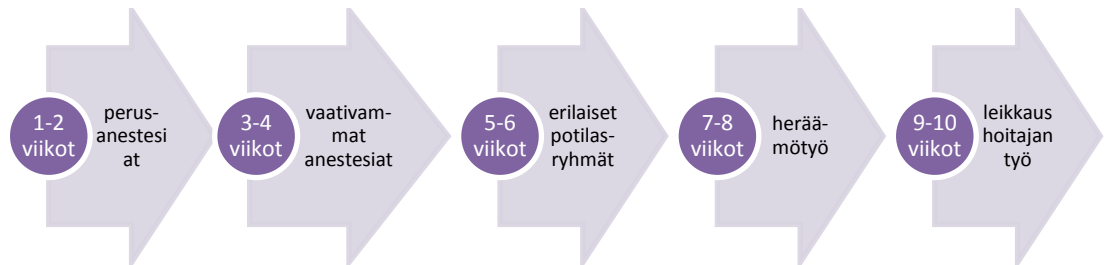 1-2
viikot
perus-
anestesi
at
3-4
viikot
vaativam-
mat
anestesiat
5-6
viikot
erilaiset
potilas-
ryhmät
7-8
viikot
herää-
mötyö
9-10
viikot
leikkaus
hoitajan
työ